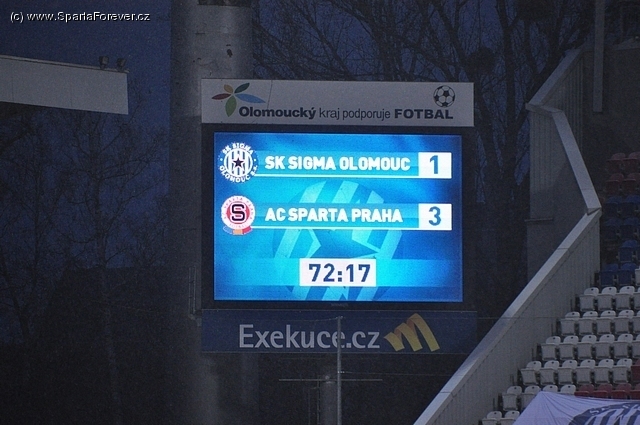 (c) www.SpartaForever.cz
Olomoucký kraj podporuje FOTBAL
SK SIGMA OLOMOUC 1
AC SPARTA PRAHA 3
72:17
Exekuce.cz